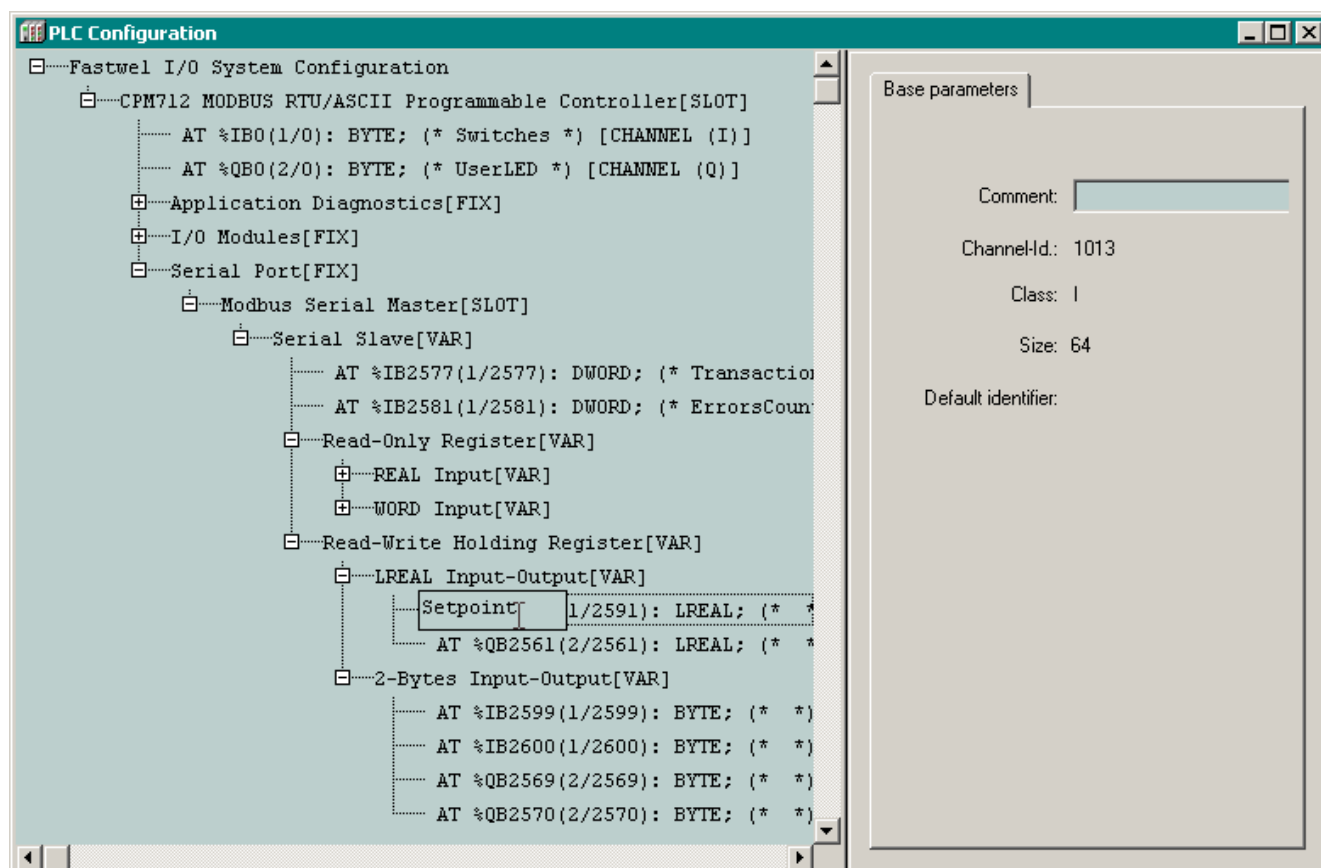 PLC Configuration
Fastwel I/O System Configuration
CPM712 MODBUS RTU/ASCII Programmable Controller[SLOT]
AT %IB0(1/0): BYTE; (* Switches *) [CHANNEL (I)]
AT %QB0(2/0): BYTE; (* UserLED *) [CHANNEL (Q)]
Application Diagnostics[FIX]
I/O Modules[FIX]
Serial Port[FIX]
Modbus Serial Master[SLOT]
Serial Slave[VAR]
AT %IB2577(1/2577): DWORD; (* Transaction
AT %IB2581(1/2581): DWORD; (* ErrorsCoun
Read-Only Register[VAR]
REAL Input[VAR]
WORD Input[VAR]
Read-Write Holding Register[VAR]
LREAL Input-Output[VAR]
Setpoint 1/2591): LREAL; (* *
AT %QB2561(2/2561): LREAL; (* *
2-Bytes Input-Output[VAR]
AT %IB2599(1/2599): BYTE; (* *)
AT %IB2600(1/2600): BYTE; (* *)
AT %QB2569(2/2569): BYTE; (* *)
AT %QB2570(2/2570): BYTE; (* *)
Base parameters
Comment:
Channel-Id.: 1013
Class: I
Size: 64
Default identifier: